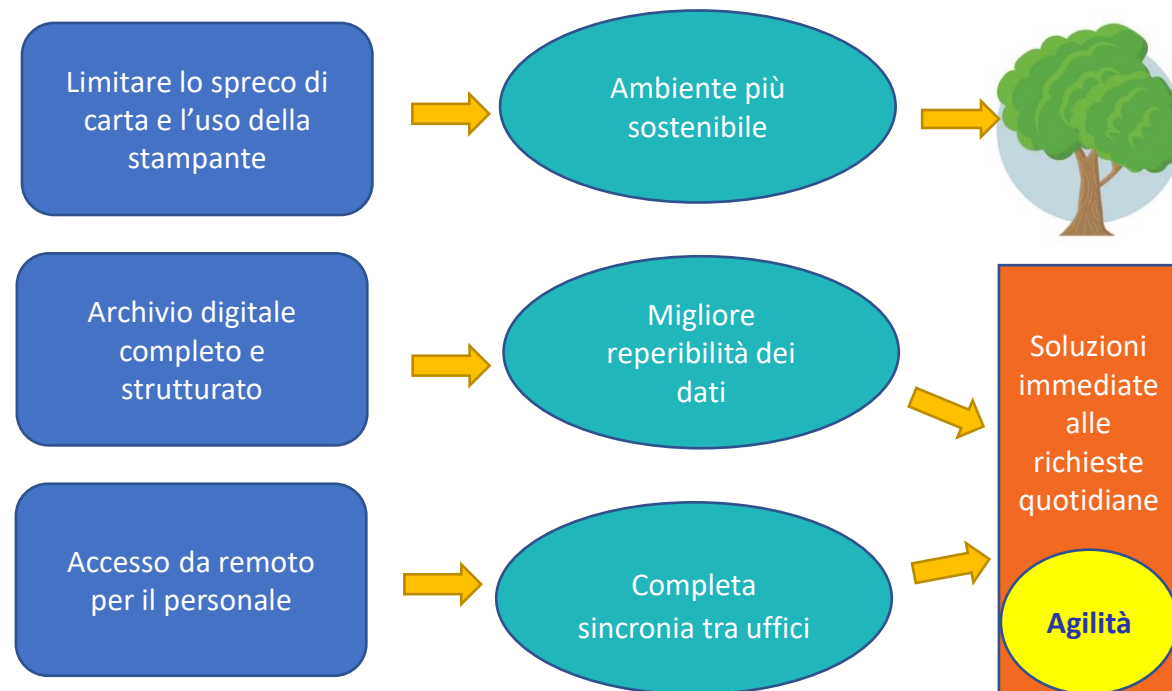 Limitare lo spreco di
carta e l’uso della
stampante
Ambiente più
sostenibile
Archivio digitale
completo e
strutturato
Migliore
reperibilità dei
dati
Soluzioni
immediate
alle
richieste
quotidiane
Accesso da remoto
per il personale
Completa
sincronia tra uffici
Agilità